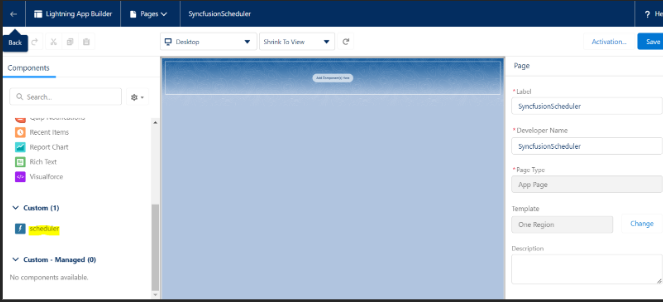 Lightning App Builder
Pages
SyncfusionScheduler
? He
Back
Desktop
Shrink To View
Activation...
Save
Components
Page
Search...
*Label
SyncfusionScheduler
Quip Notifications
Recent Items
Report Chart
Rich Text
Visualforce
*Developer Name
SyncfusionScheduler
*Page Type
App Page
Custom (1)
scheduler
Template
One Region
Change
Custom - Managed (0)
No components available.
Description
Add Component(s) Here